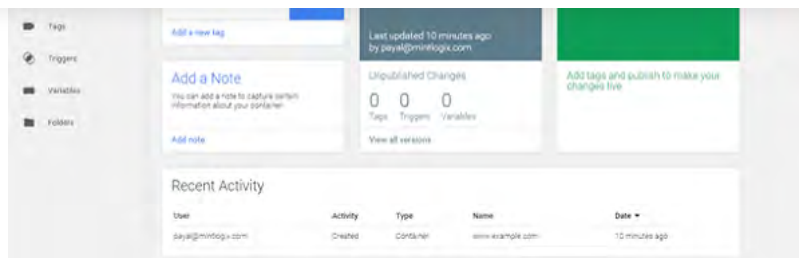 Tags
Triggers
Variables
Folders
Add a new tag
Last updated 10 minutes ago
by payal@mintlogix.com
Add a Note
You can add a note to capture certain
information about your container
Add note
Unpublished Changes
0 0 0
Tags Triggers Variables
View all versions
Add tags and publish to make your
changes live
Recent Activity
User Activity Type Name Date
payal@mintlogix.com Created Container www.example.com 10 minutes ago